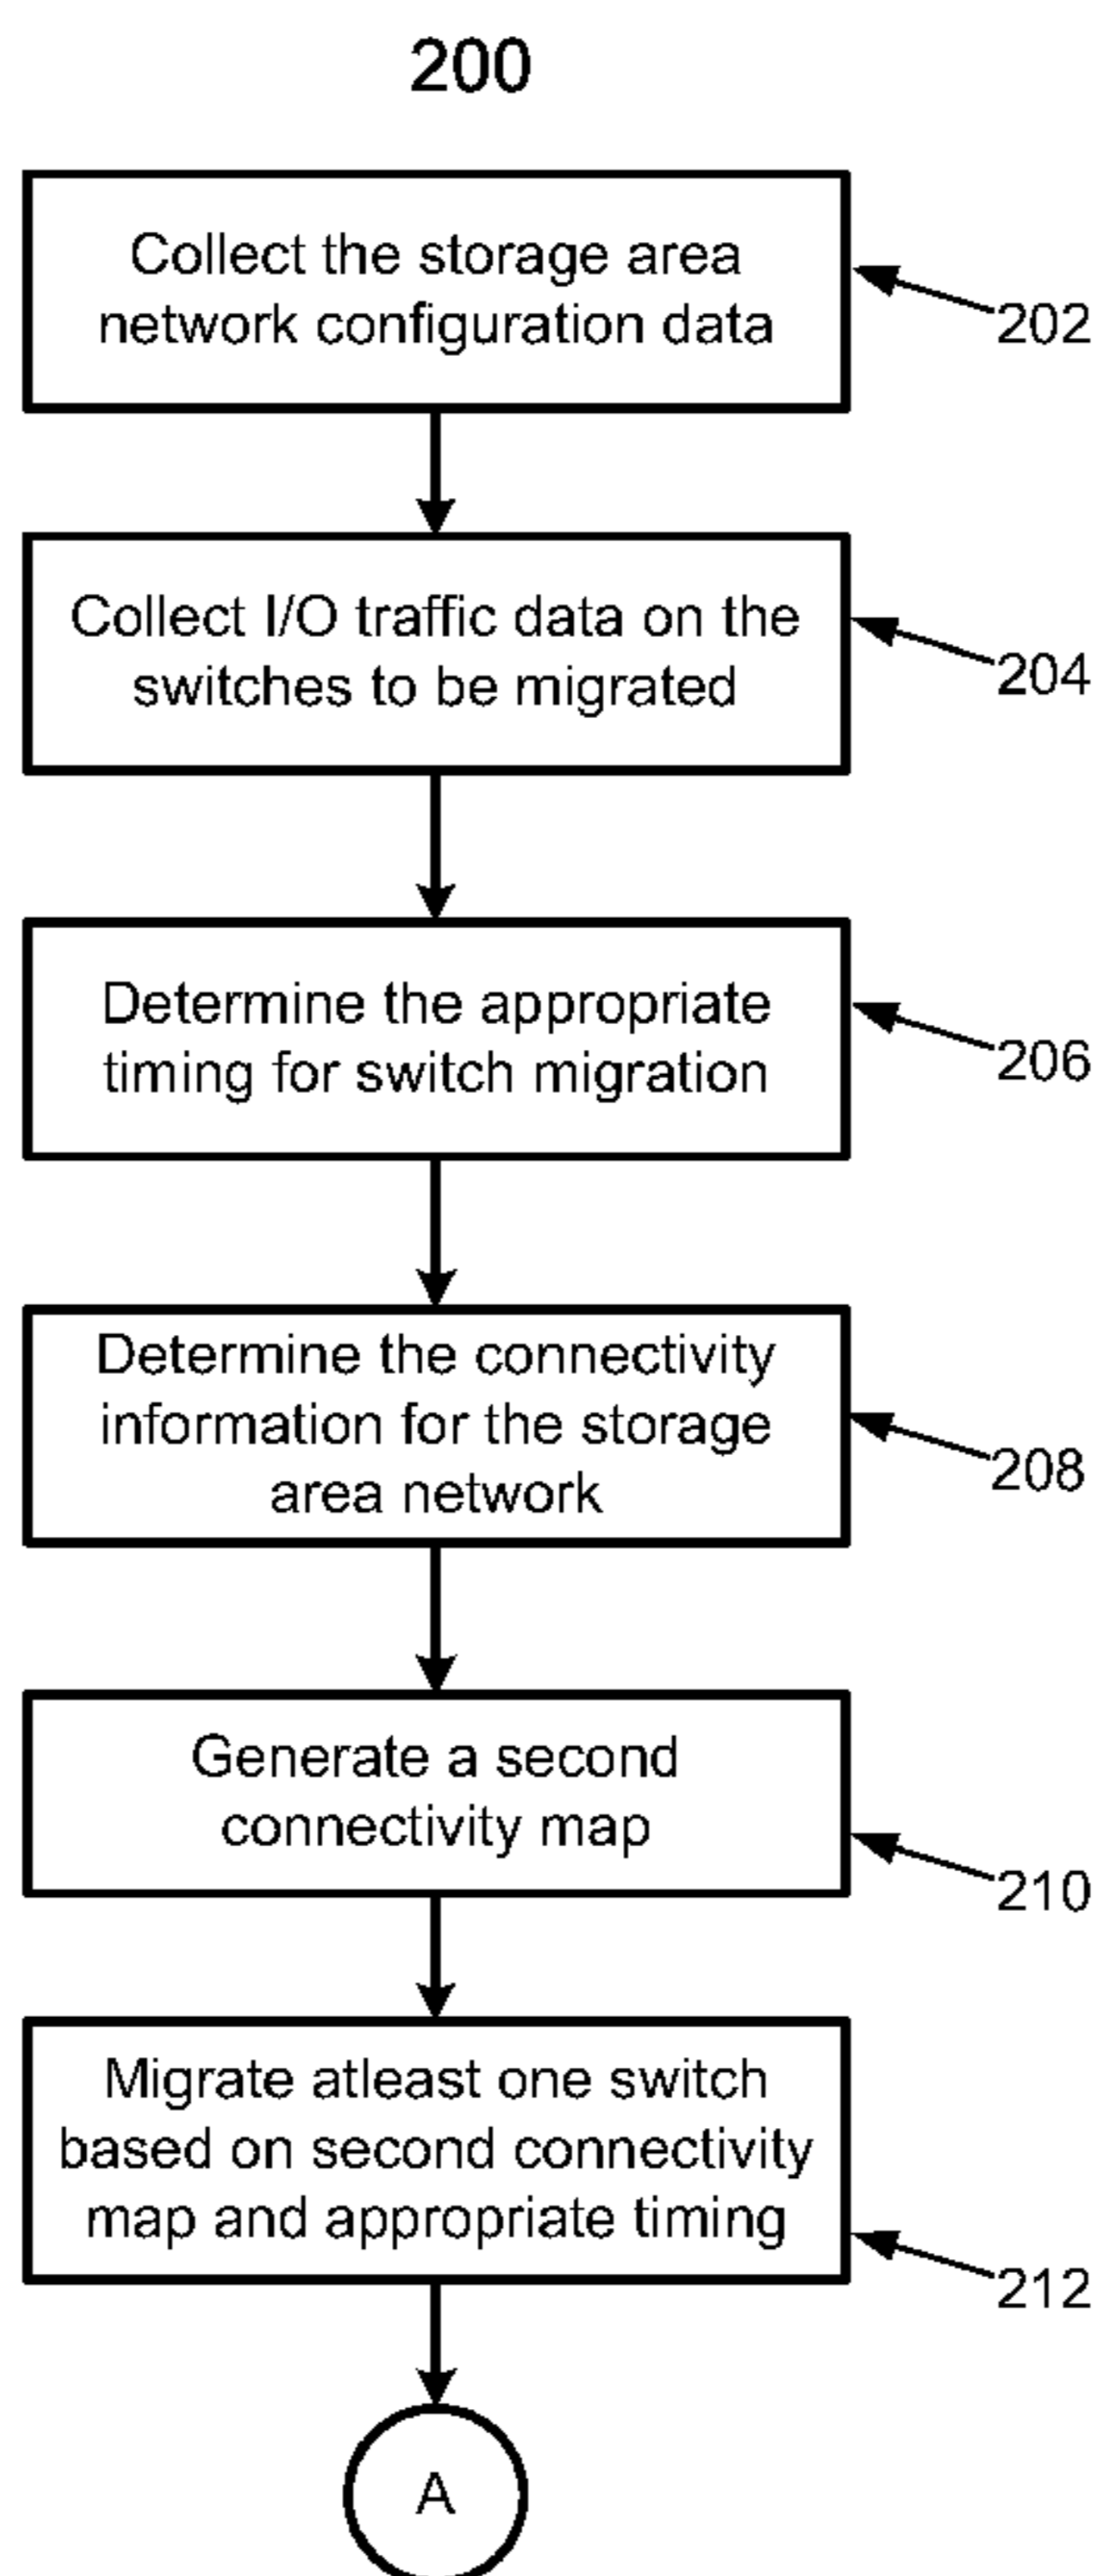 200
Collect the storage area
network configuration data
202
Collect I/O traffic data on the
switches to be migrated
204
Determine the appropriate
timing for switch migration
206
Determine the connectivity
information for the storage
area network
208
Generate a second
connectivity map
210
Migrate atleast one switch
based on second connectivity
map and appropriate timing
212
A